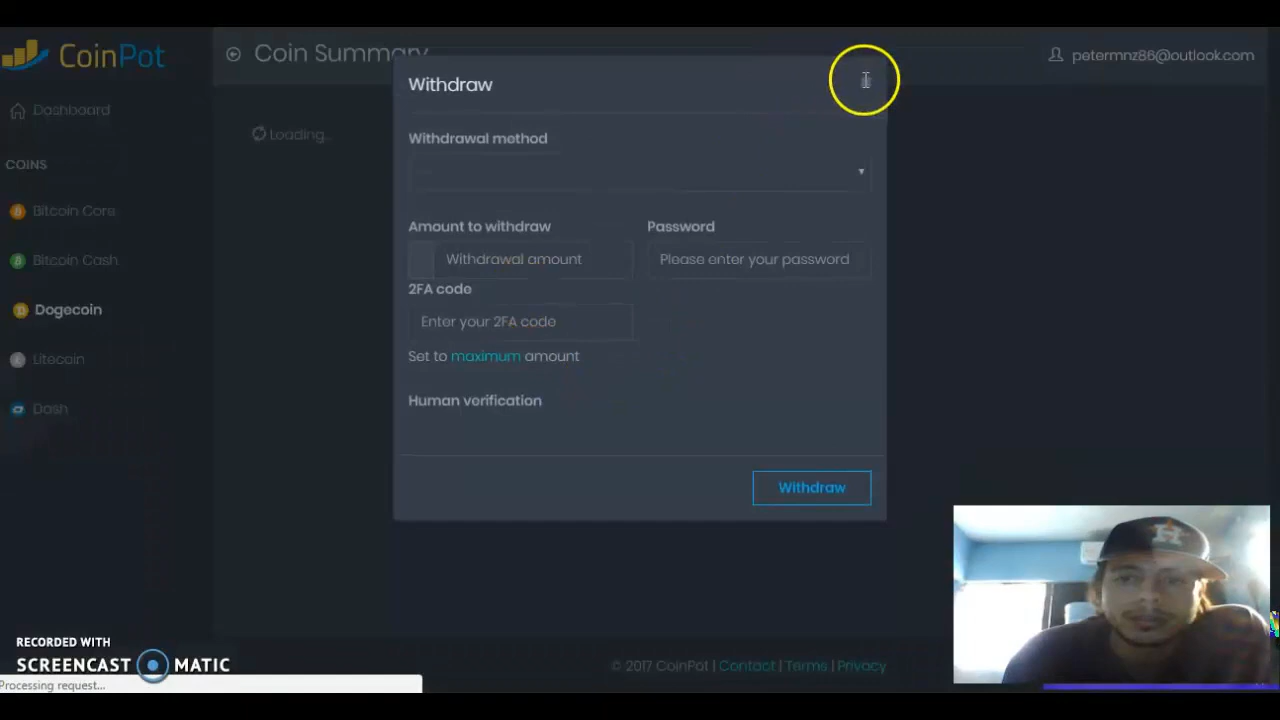 CoinPot
Coin Summary
petermnz86@outlook.com
Withdraw
Dashboard
Loading...
Withdrawal method
COINS
Bitcoin Core
Amount to withdraw
Password
Bitcoin Cash
Withdrawal amount
Please enter your password
2FA code
Dogecoin
Enter your 2FA code
Litecoin
Set to maximum amount
Dash
Human verification
Withdraw
H
RECORDED WITH
SCREENCAST MATIC
© 2017 CoinPot | Contact | Terms | Privacy
Processing request...